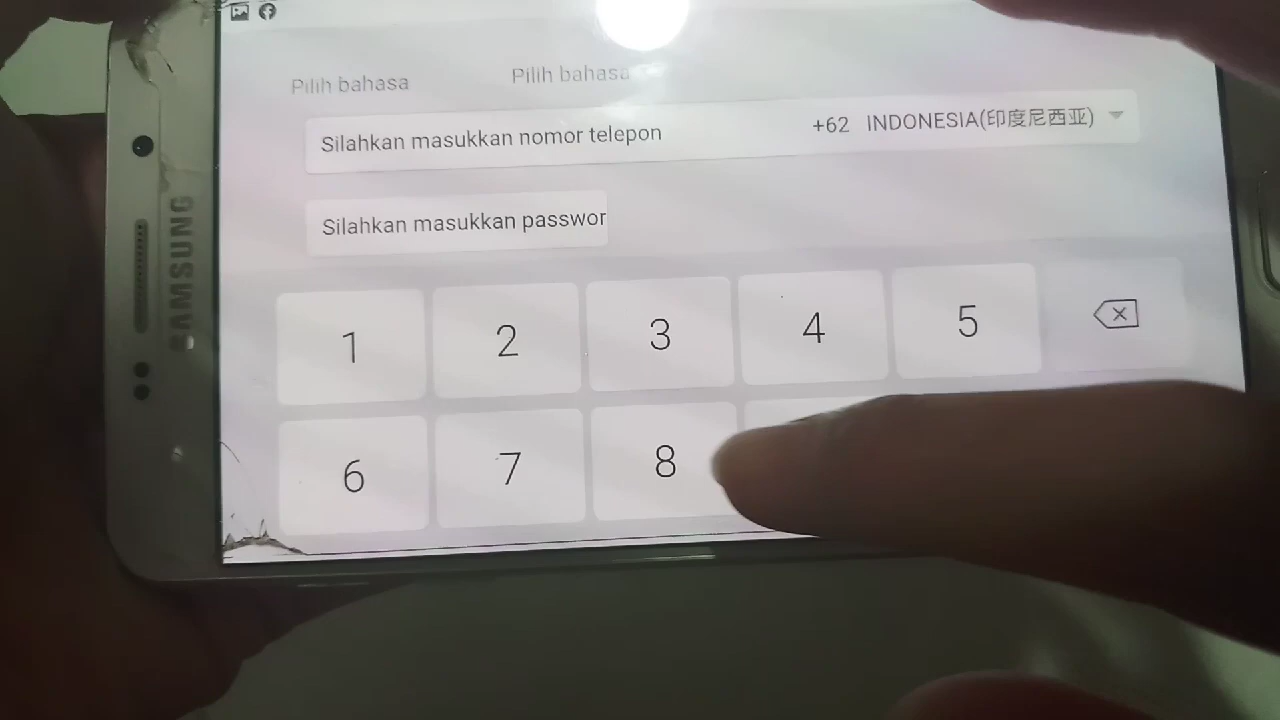 Pilih bahasa
Pilih bahasa
Silahkan masukkan nomor telepon
+62 INDONESIA(印度尼西亚)
Silahkan masukkan passwor
SAMSUNG
1 2 3 4 5
6 7 8